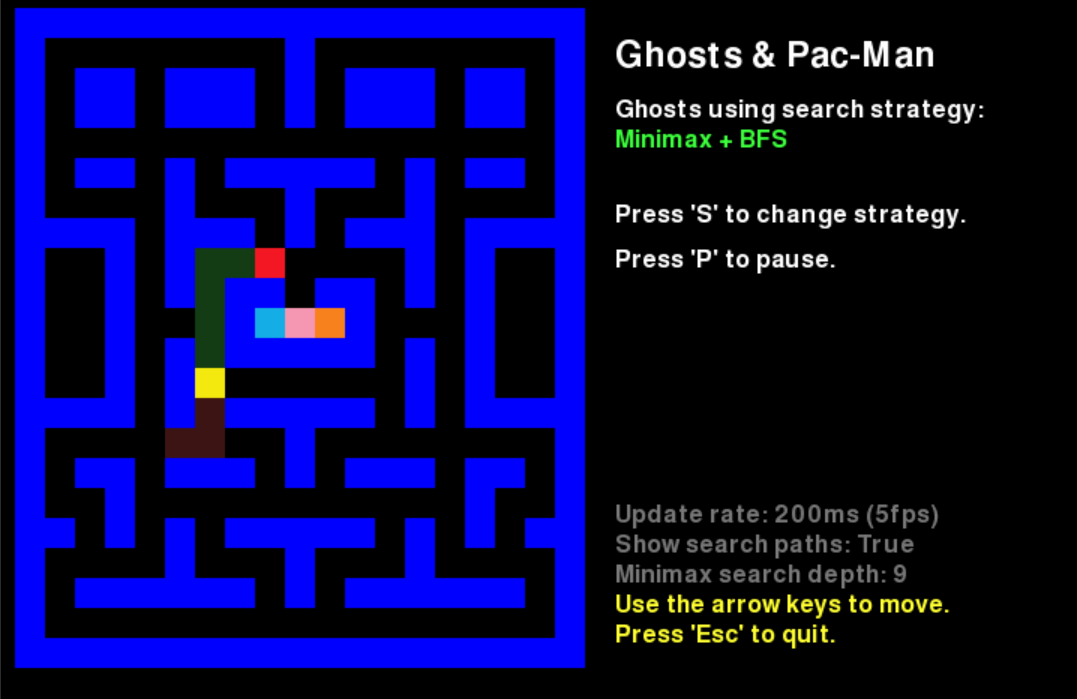 Ghosts & Pac-Man
Ghosts using search strategy:
Minimax + BFS
Press 'S' to change strategy.
Press 'P' to pause.
Update rate: 200ms (5fps)
Show search paths: True
Minimax search depth: 9
Use the arrow keys to move.
Press 'Esc' to quit.